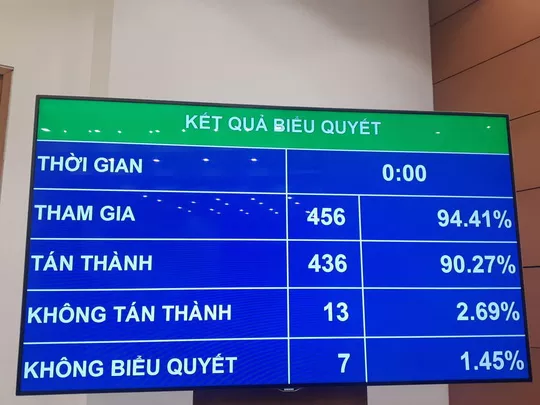 KẾT QUẢ BIỂU QUYẾT
THỜI GIAN 0:00
THAM GIA 456 94.41%
TÁN THÀNH 436 90.27%
KHÔNG TÁN THÀNH 13 2.69%
KHÔNG BIỂU QUYẾT 7 1.45%